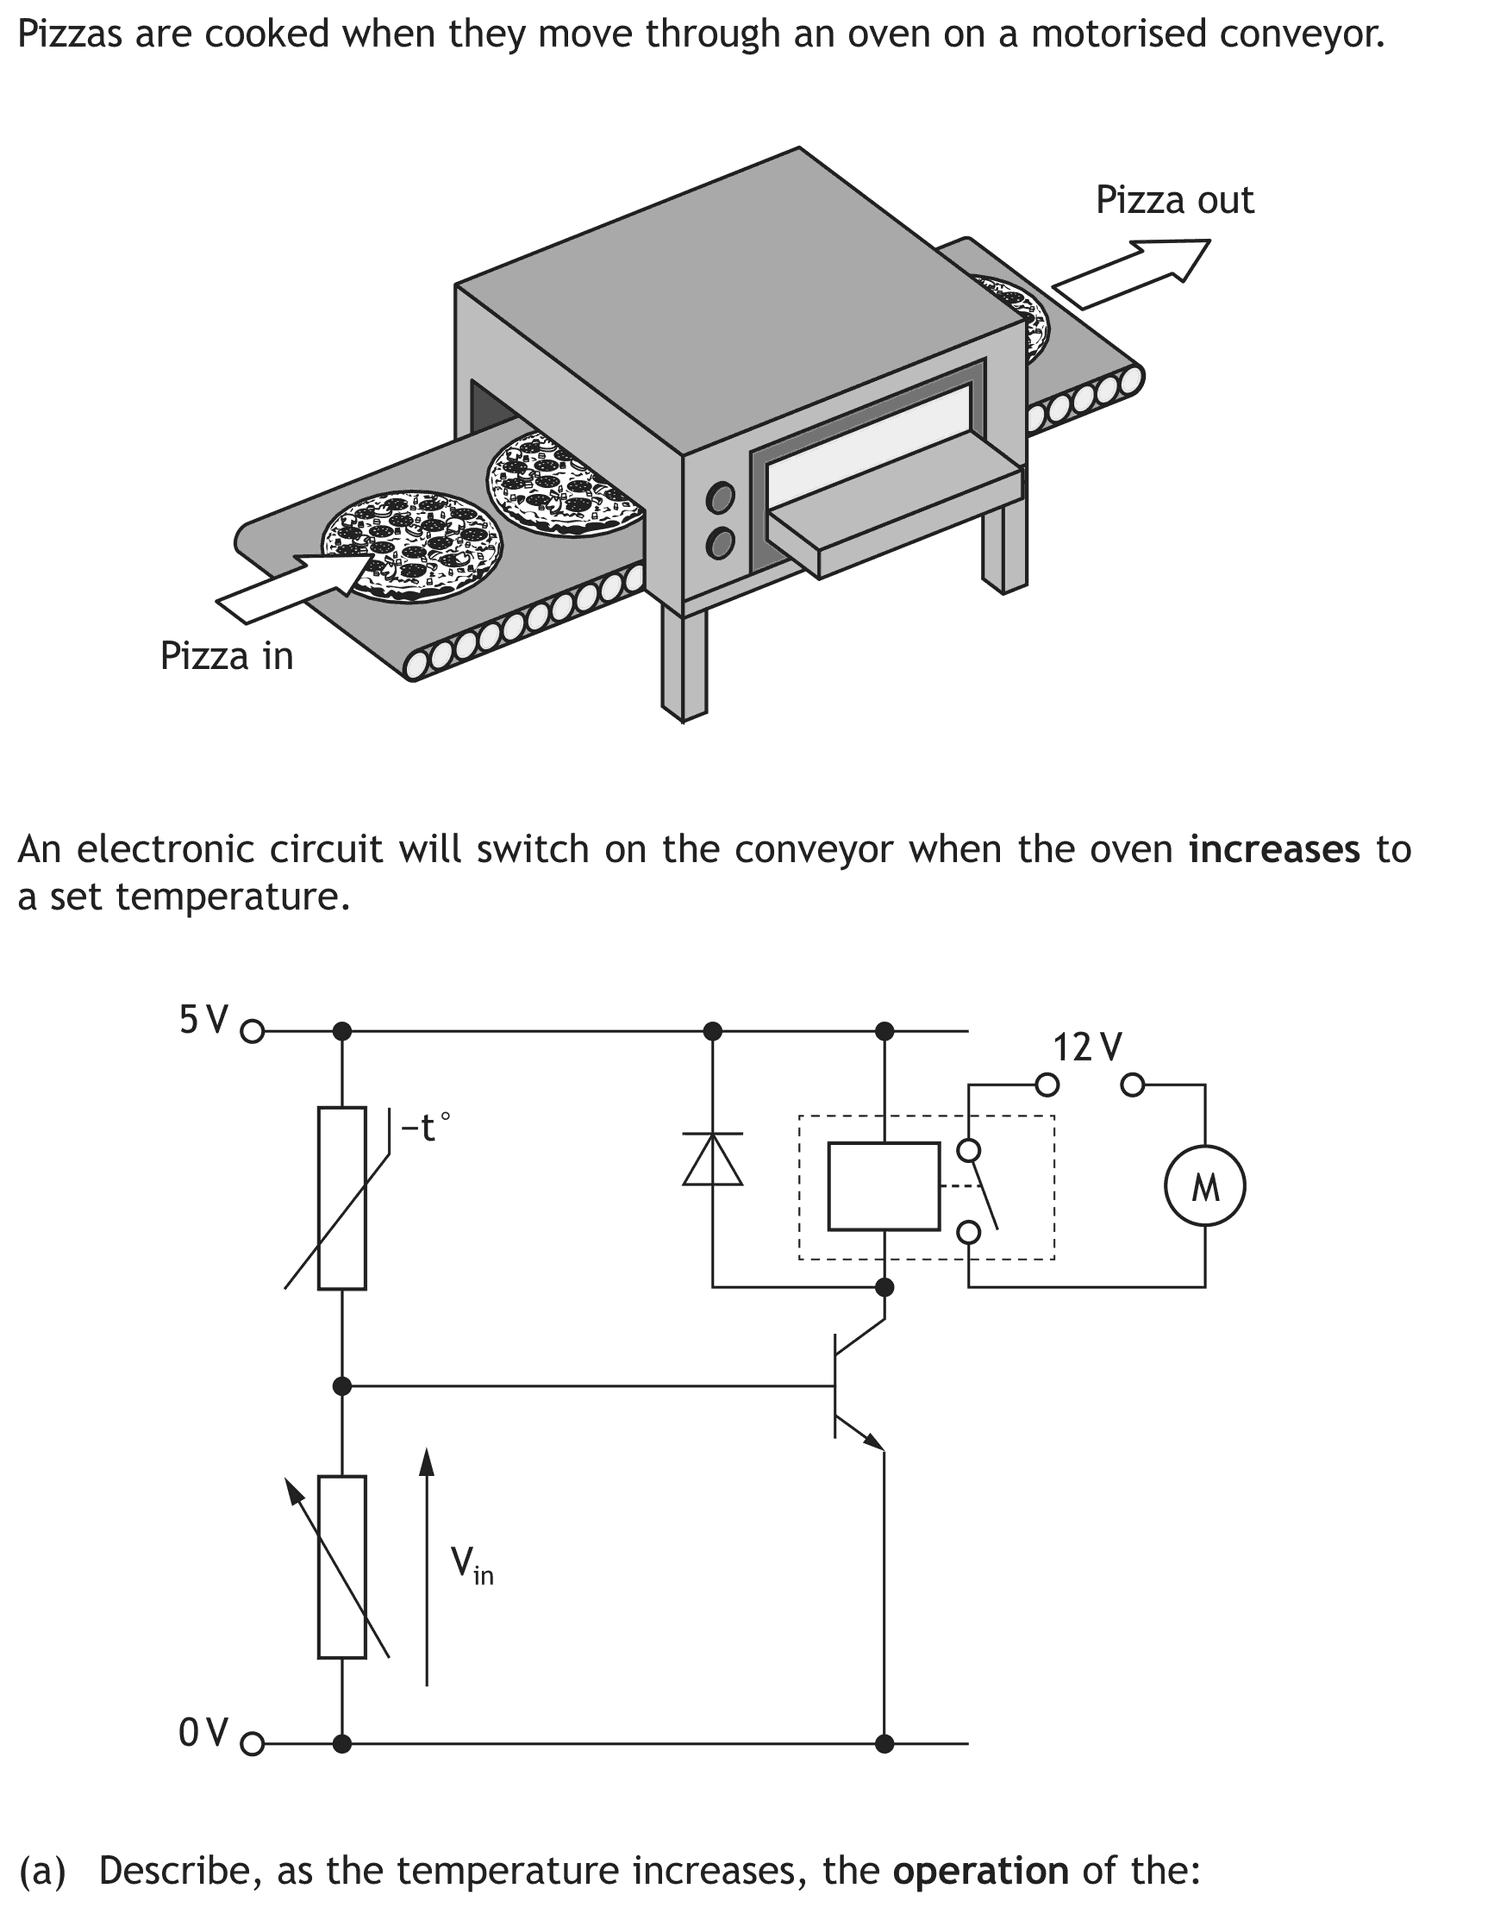 Pizzas are cooked when they move through an oven on a motorised conveyor.
Pizza out
Pizza in
An electronic circuit will switch on the conveyor when the oven increases to
a set temperature.
5 V
12 V
–t°
M
V_in
0 V
(a) Describe, as the temperature increases, the operation of the: